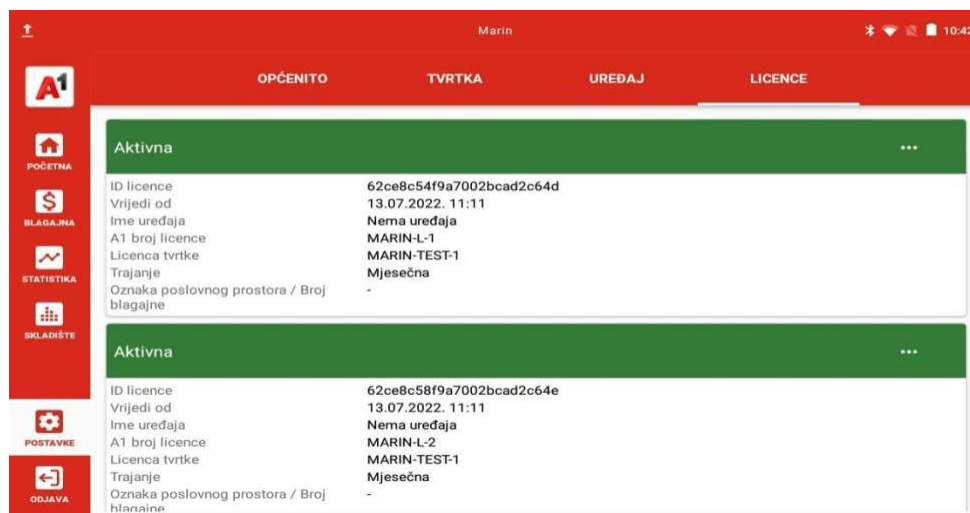 Marin
10:42
A1
OPĆENITO TVRTKA UREĐAJ LICENCE
POČETNA
BLAGAJNA
STATISTIKA
SKLADIŠTE
POSTAVKE
ODJAVA
Aktivna
ID licence 62ce8c54f9a7002bcad2c64d
Vrijedi od 13.07.2022. 11:11
Ime uređaja Nema uređaja
A1 broj licence MARIN-L-1
Licenca tvrtke MARIN-TEST-1
Trajanje Mjesečna
Oznaka poslovnog prostora / Broj -
blagajne
Aktivna
ID licence 62ce8c58f9a7002bcad2c64e
Vrijedi od 13.07.2022. 11:11
Ime uređaja Nema uređaja
A1 broj licence MARIN-L-2
Licenca tvrtke MARIN-TEST-1
Trajanje Mjesečna
Oznaka poslovnog prostora / Broj -
blagajne